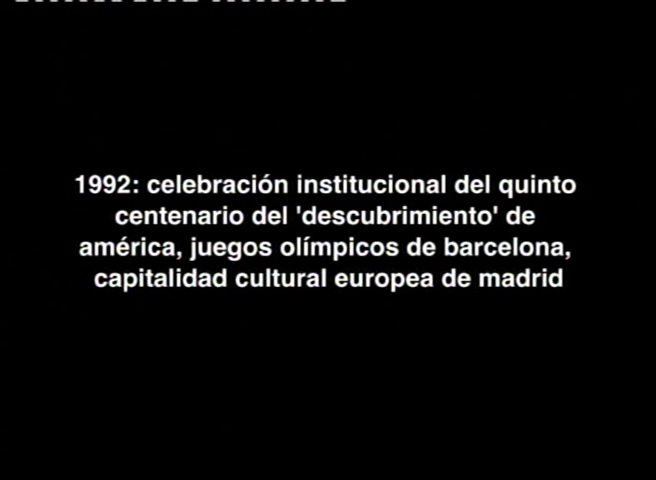 1992: celebración institucional del quinto
centenario del 'descubrimiento' de
américa, juegos olímpicos de barcelona,
capitalidad cultural europea de madrid